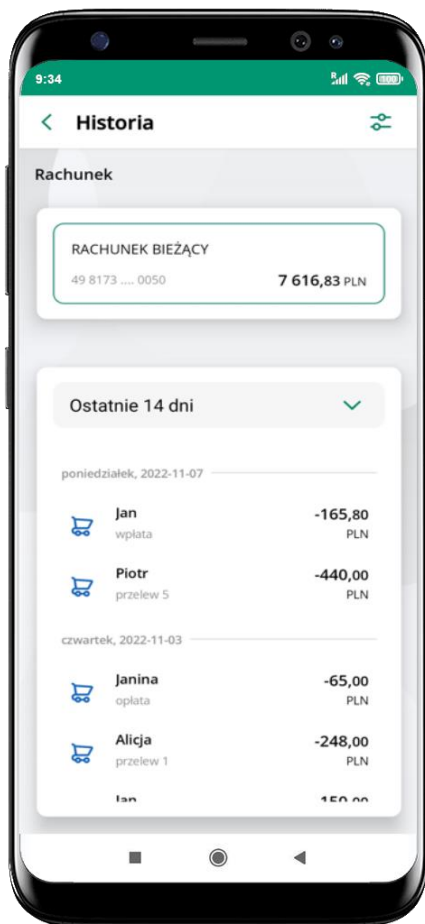 9:34
Historia
Rachunek
RACHUNEK BIEŻĄCY
49 8173 .... 0050
7 616,83 PLN
Ostatnie 14 dni
poniedziałek, 2022-11-07
Jan -165,80
wpłata PLN
Piotr -440,00
przelew 5 PLN
czwartek, 2022-11-03
Janina -65,00
opłata PLN
Alicja -248,00
przelew 1 PLN